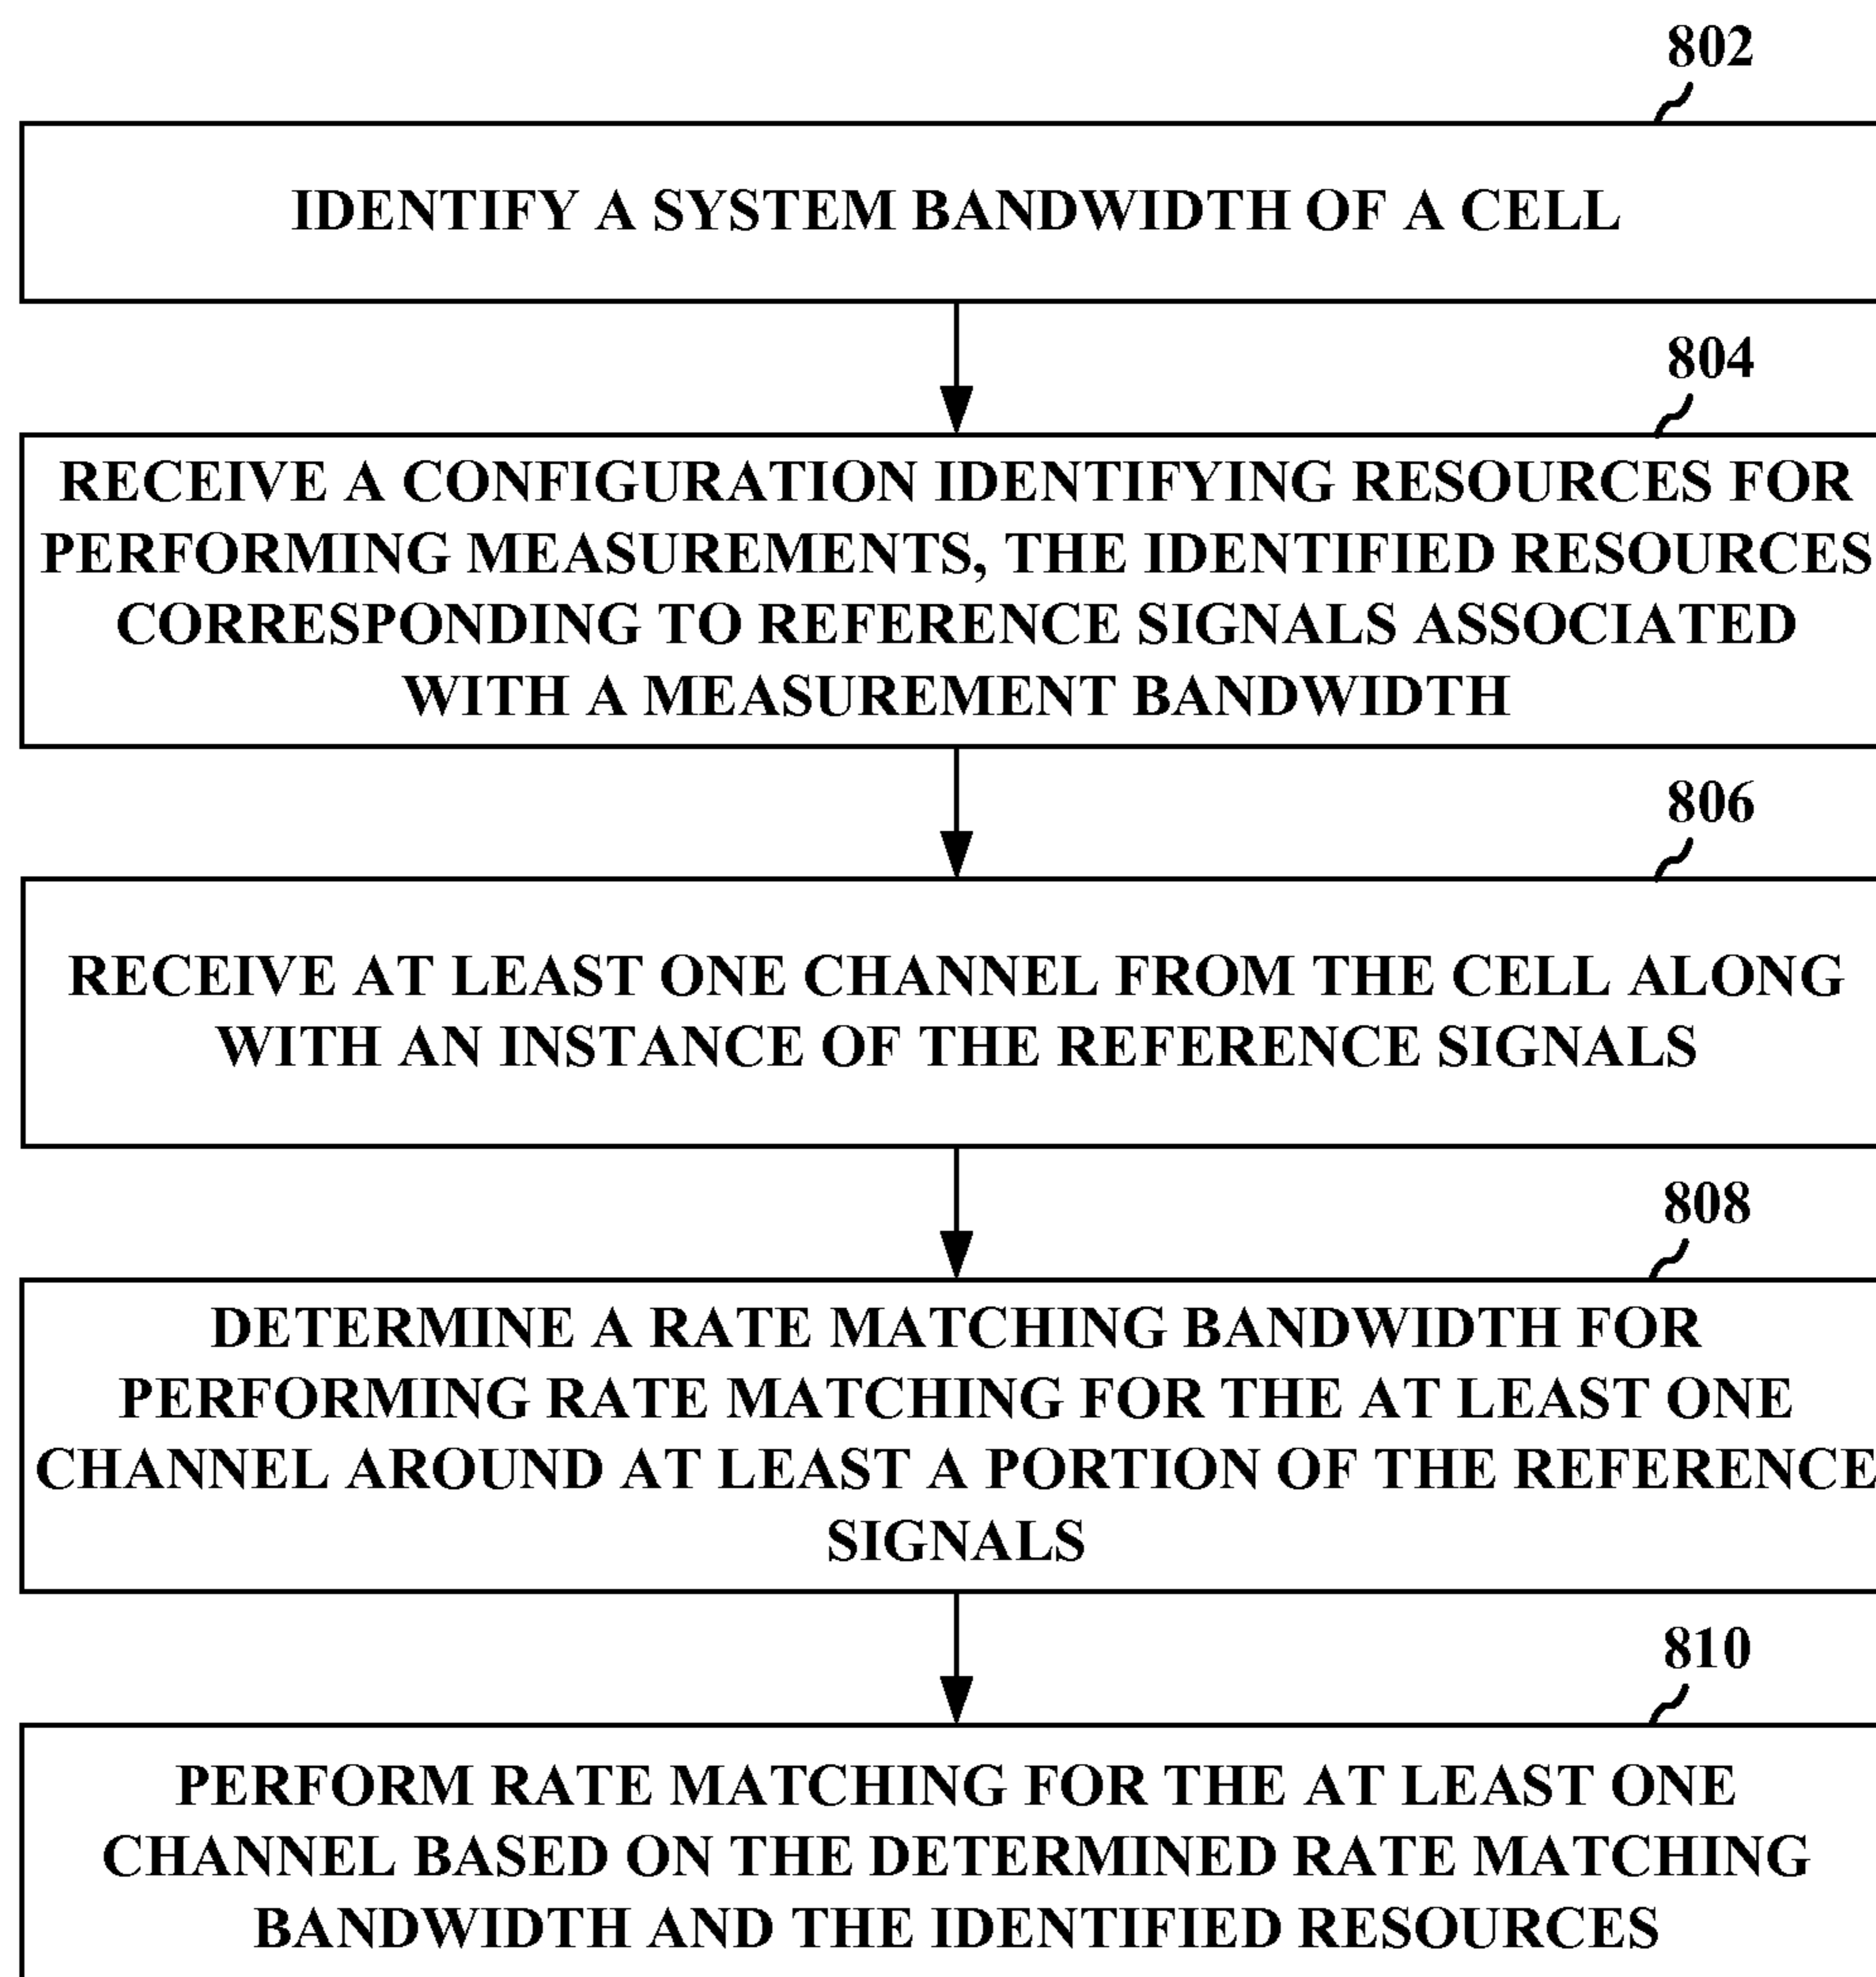 802
IDENTIFY A SYSTEM BANDWIDTH OF A CELL
804
RECEIVE A CONFIGURATION IDENTIFYING RESOURCES FOR
PERFORMING MEASUREMENTS, THE IDENTIFIED RESOURCES
CORRESPONDING TO REFERENCE SIGNALS ASSOCIATED
WITH A MEASUREMENT BANDWIDTH
806
RECEIVE AT LEAST ONE CHANNEL FROM THE CELL ALONG
WITH AN INSTANCE OF THE REFERENCE SIGNALS
808
DETERMINE A RATE MATCHING BANDWIDTH FOR
PERFORMING RATE MATCHING FOR THE AT LEAST ONE
CHANNEL AROUND AT LEAST A PORTION OF THE REFERENCE
SIGNALS
810
PERFORM RATE MATCHING FOR THE AT LEAST ONE
CHANNEL BASED ON THE DETERMINED RATE MATCHING
BANDWIDTH AND THE IDENTIFIED RESOURCES